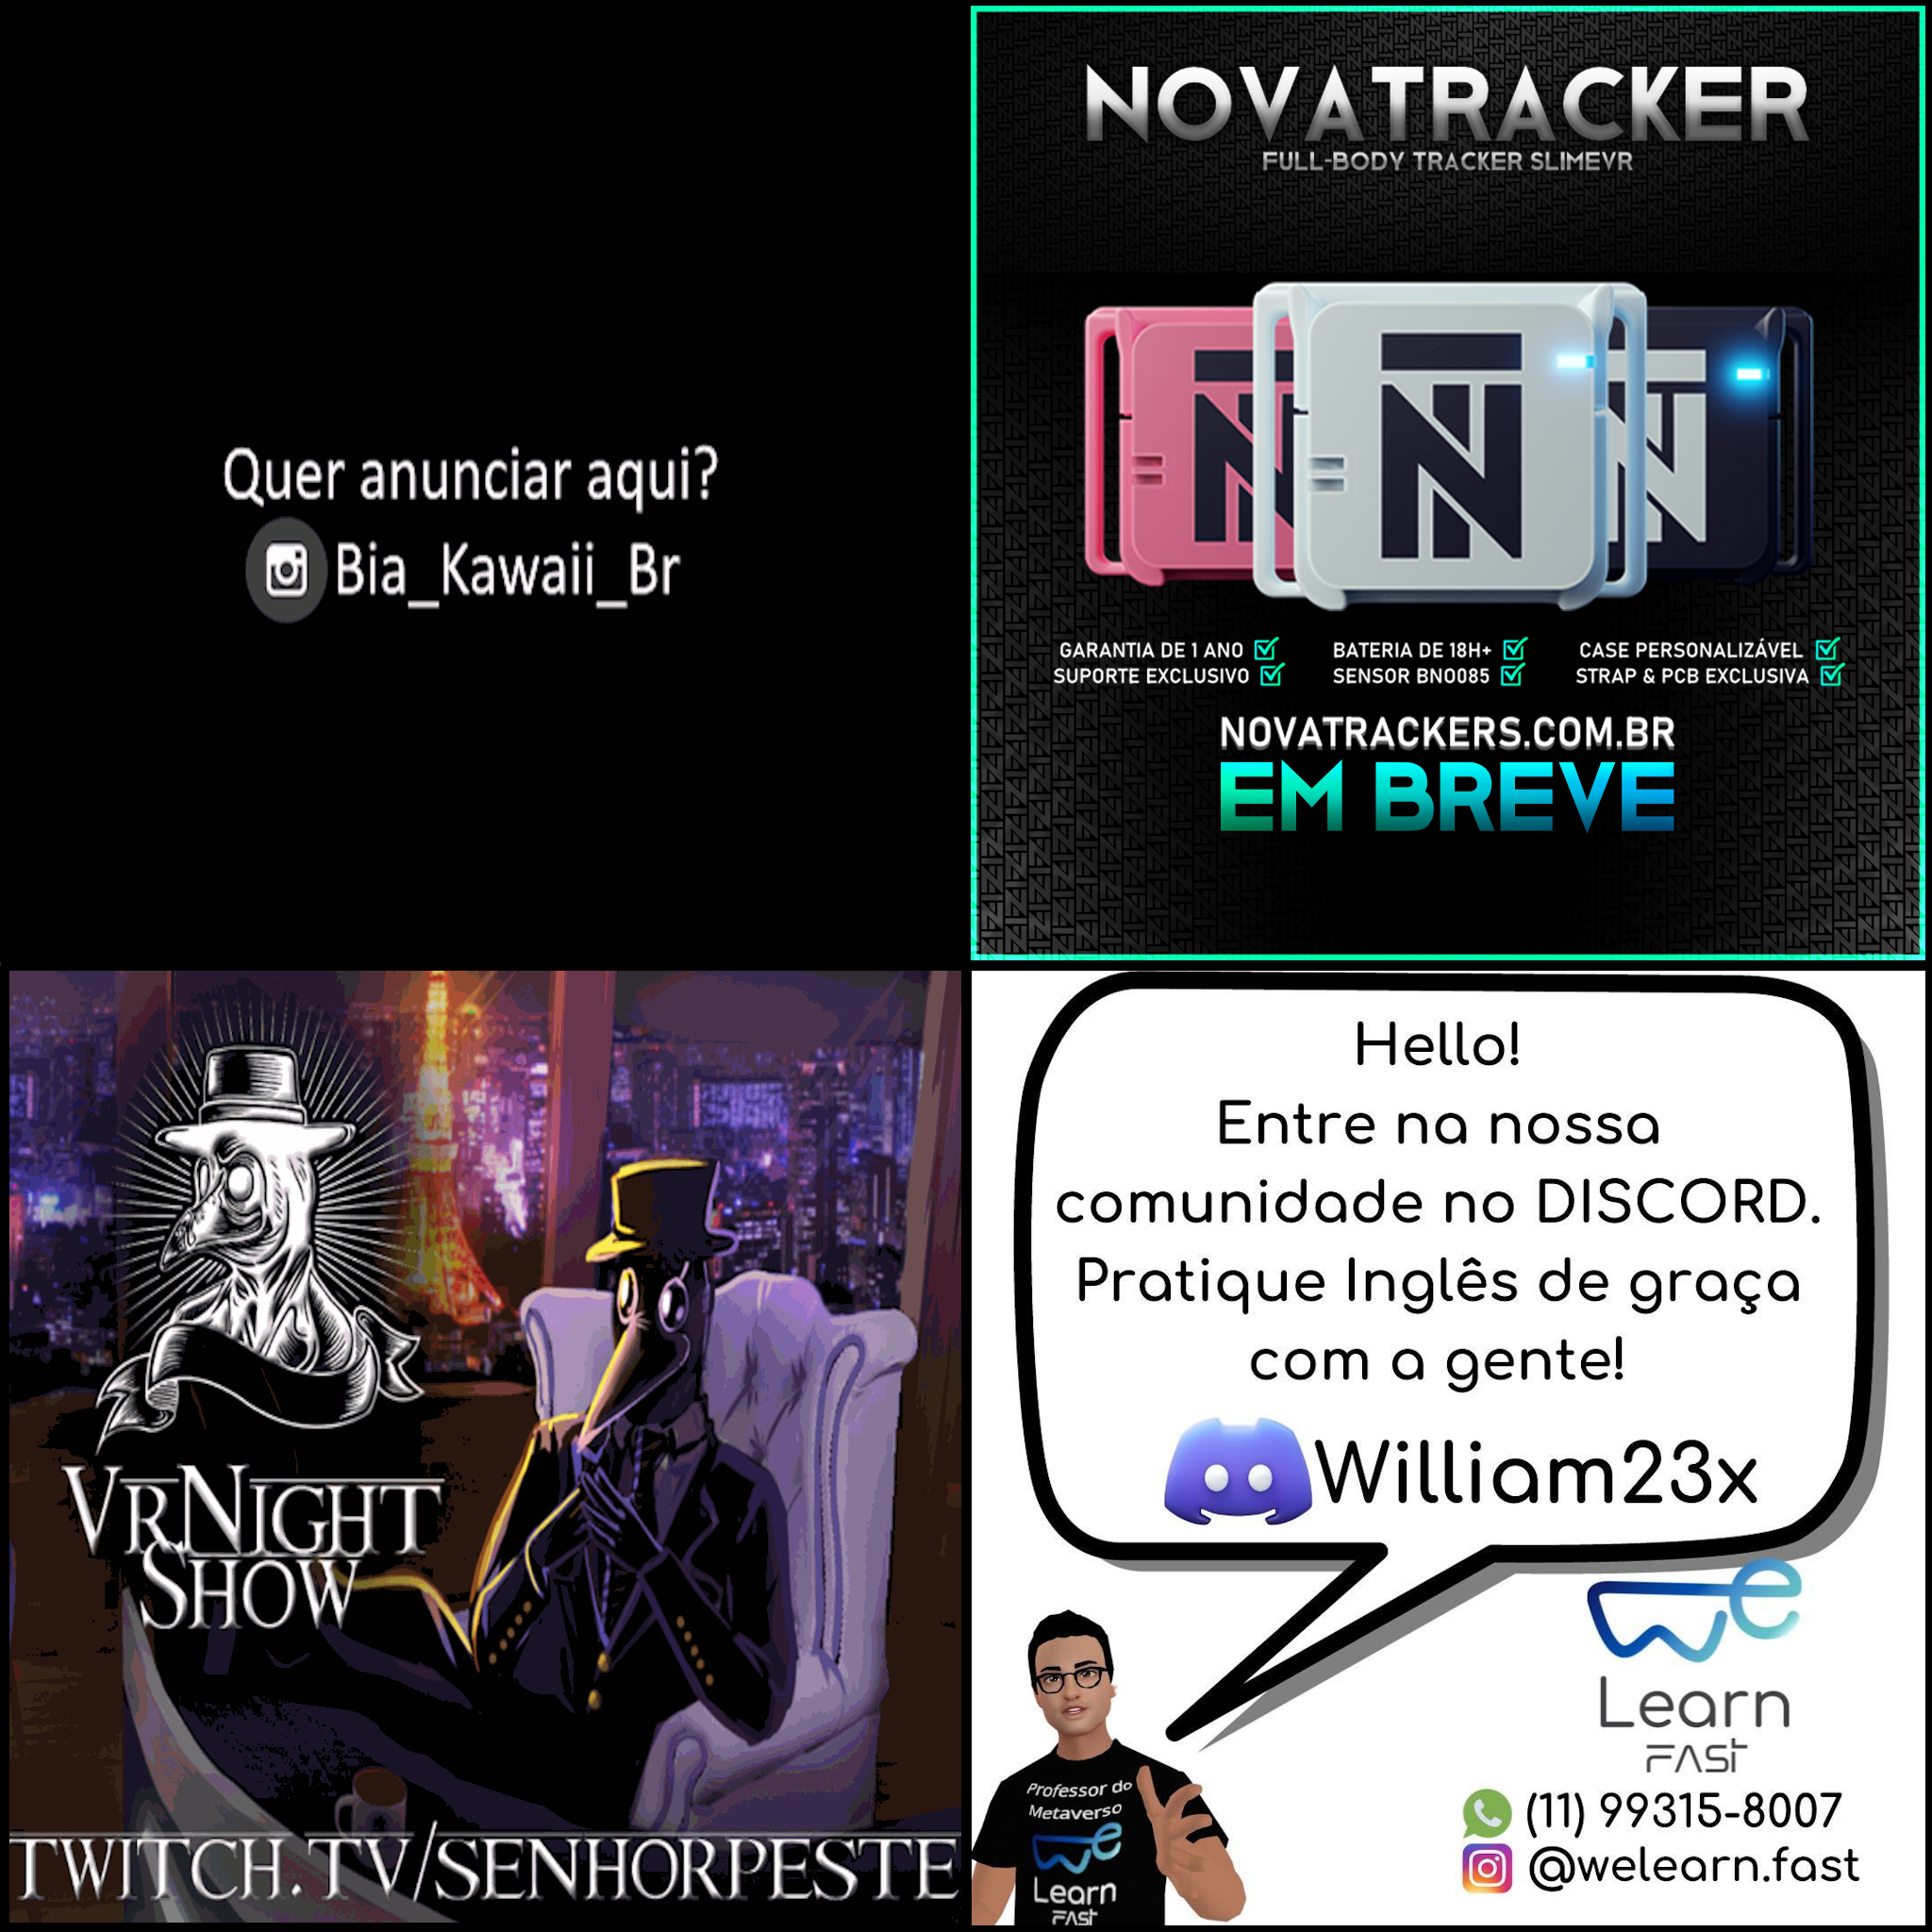 Quer anunciar aqui?
Bia_Kawaii_Br
NOVATRACKER
FULL-BODY TRACKER SLIMEVR
GARANTIA DE 1 ANO
SUPORTE EXCLUSIVO
BATERIA DE 18H+
SENSOR BNO085
CASE PERSONALIZÁVEL
STRAP & PCB EXCLUSIVA
NOVATRACKERS.COM.BR
EM BREVE
VRNIGHT
SHOW
TWITCH.TV/SENHORPESTE
Hello!
Entre na nossa
comunidade no DISCORD.
Pratique Inglês de graça
com a gente!
William23x
We
Learn
FAST
Professor do
Metaverso
We
Learn
FAST
(11) 99315-8007
@welearn.fast